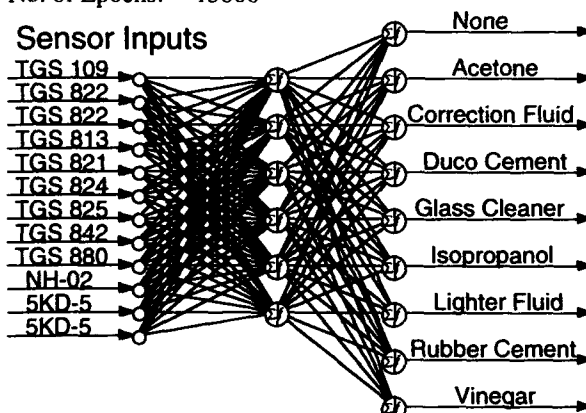 No. of Epochs:
Sensor Inputs
TGS 109
TGS 822
TGS 822
TGS 813
TGS 821
TGS 824
TGS 825
TGS 842
TGS 880
NH-02
5KD-5
5KD-5
None
Acetone
Correction Fluid
Duco Cement
Glass Cleaner
Isopropanol
Lighter Fluid
Rubber Cement
Vinegar